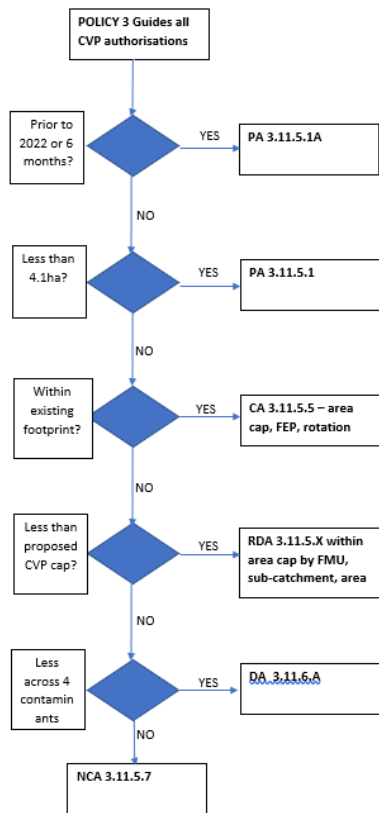 POLICY 3 Guides all
CVP authorisations
Prior to
2022 or 6
months?
YES
PA 3.11.5.1A
NO
Less than
4.1ha?
YES
PA 3.11.5.1
NO
Within
existing
footprint?
YES
CA 3.11.5.5 – area
cap, FEP, rotation
NO
Less than
proposed
CVP cap?
YES
RDA 3.11.5.X within
area cap by FMU,
sub-catchment, area
NO
Less
across 4
contamin
ants
YES
DA 3.11.6.A
NO
NCA 3.11.5.7